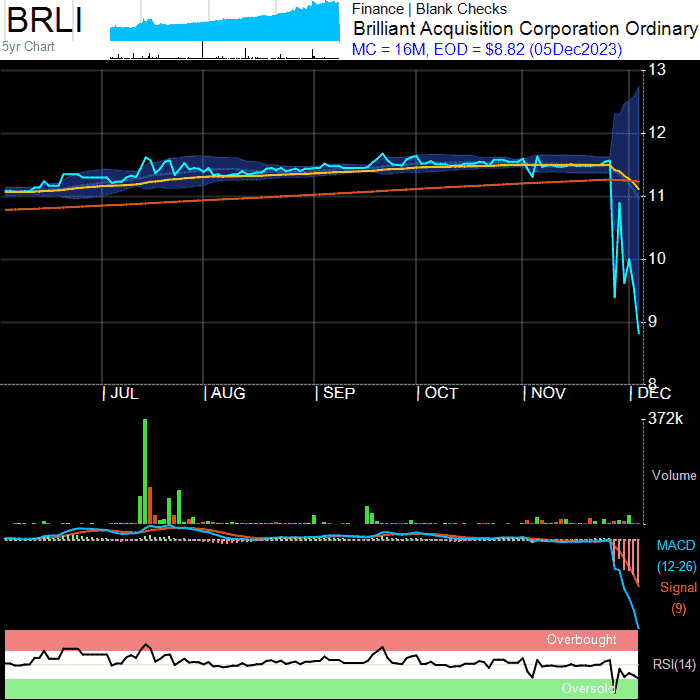 BRLI
5yr Chart
Finance | Blank Checks
Brilliant Acquisition Corporation Ordinary
MC = 16M, EOD = $8.82 (05Dec2023)
13
12
11
10
9
8
JUL AUG SEP OCT NOV DEC
372k
Volume
MACD
(12-26)
Signal
(9)
Overbought
RSI(14)
Oversold